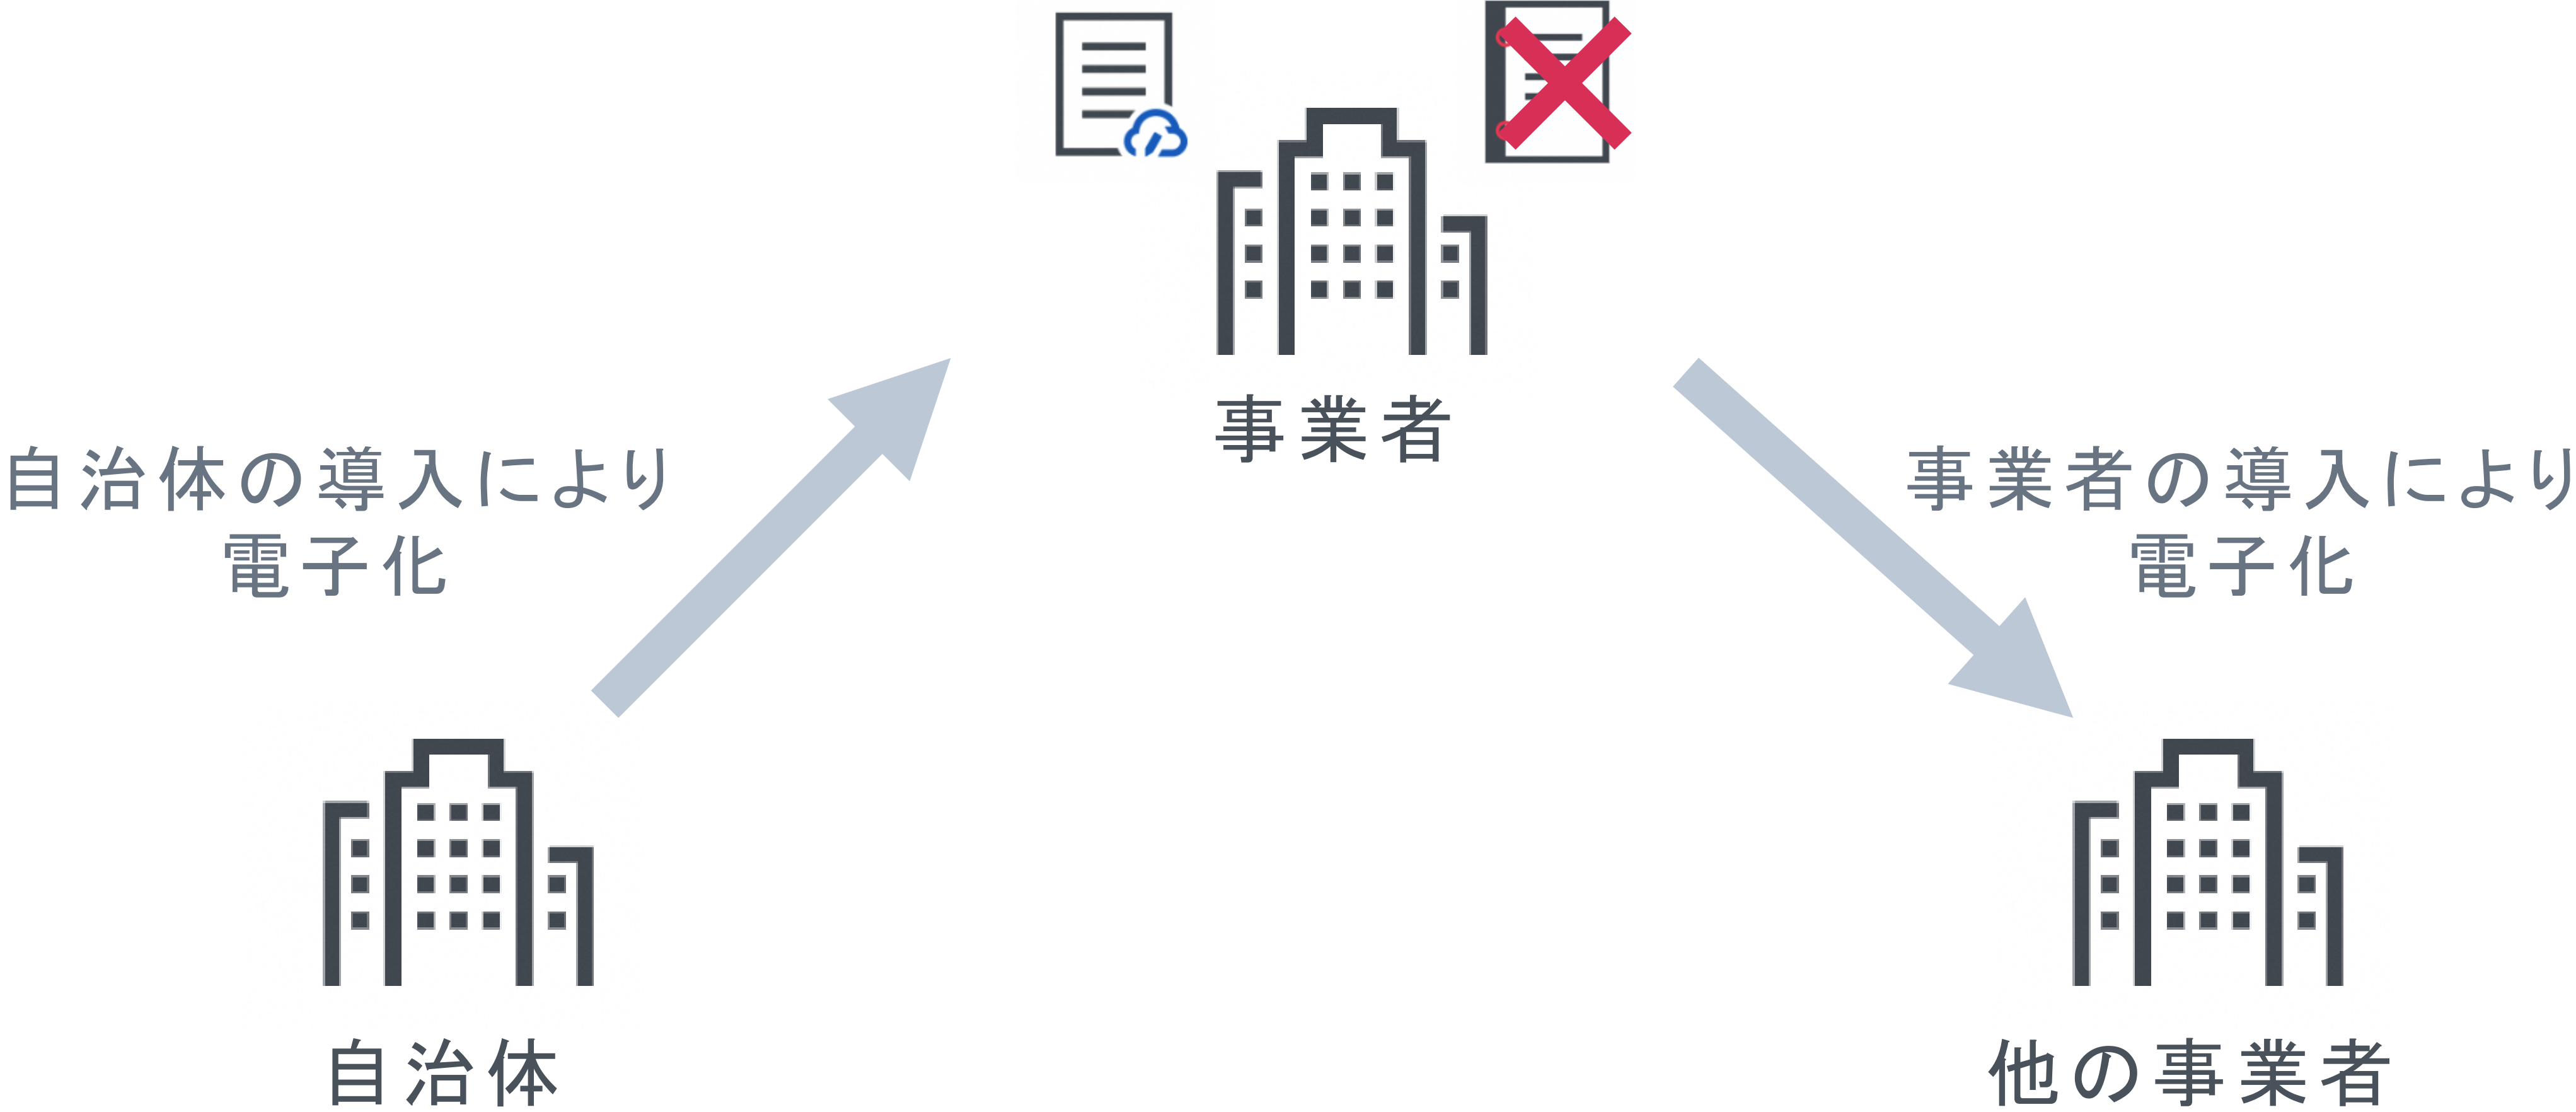 事業者
自治体の導入により
電子化
事業者の導入により
電子化
自治体
他の事業者